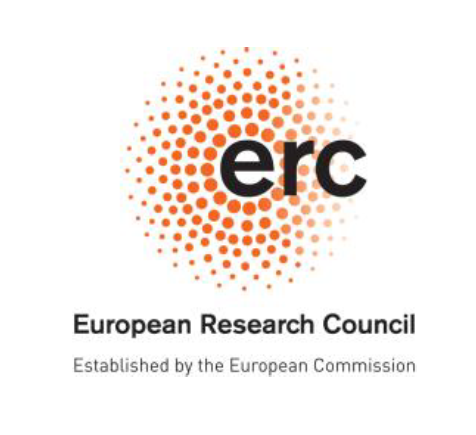 erc
European Research Council
Established by the European Commission